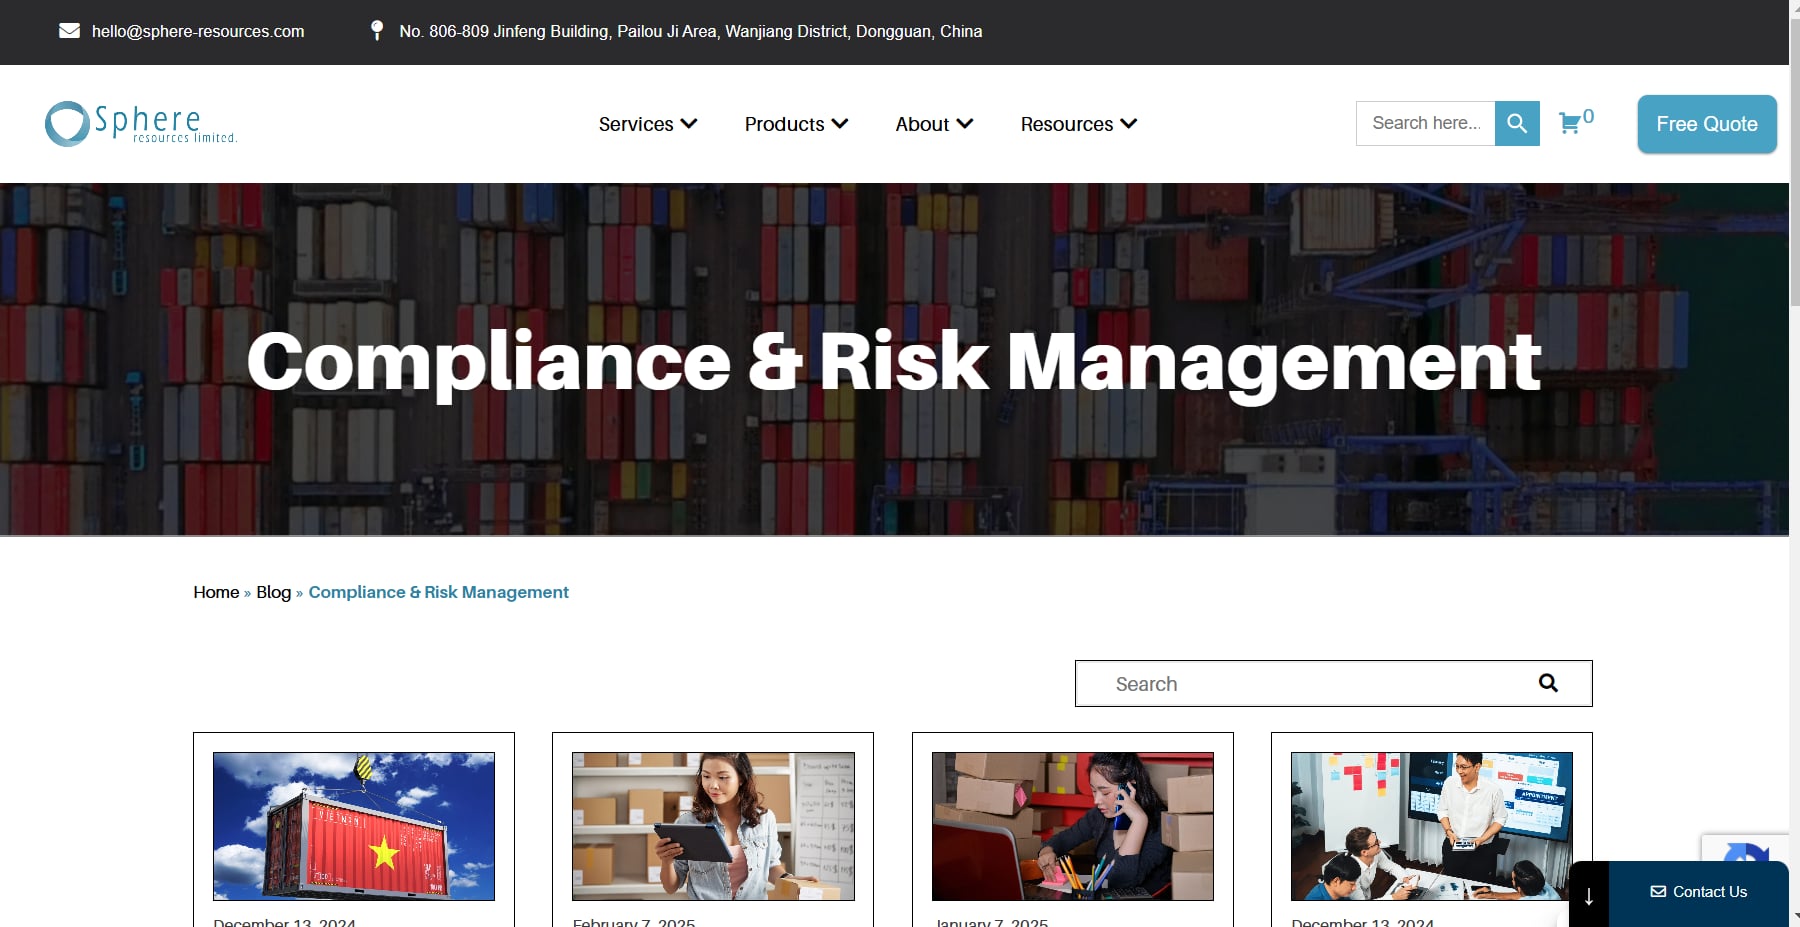 hello@sphere-resources.com
No. 806-809 Jinfeng Building, Pailou Ji Area, Wanjiang District, Dongguan, China
Sphere
resources limited.
Services
Products
About
Resources
Search here...
0
Free Quote
Compliance & Risk Management
Home » Blog » Compliance & Risk Management
Search
VIETNAM
APPOINTMENT
December 13, 2024
February 7, 2025
January 7, 2025
December 13, 2024
↓
Contact Us